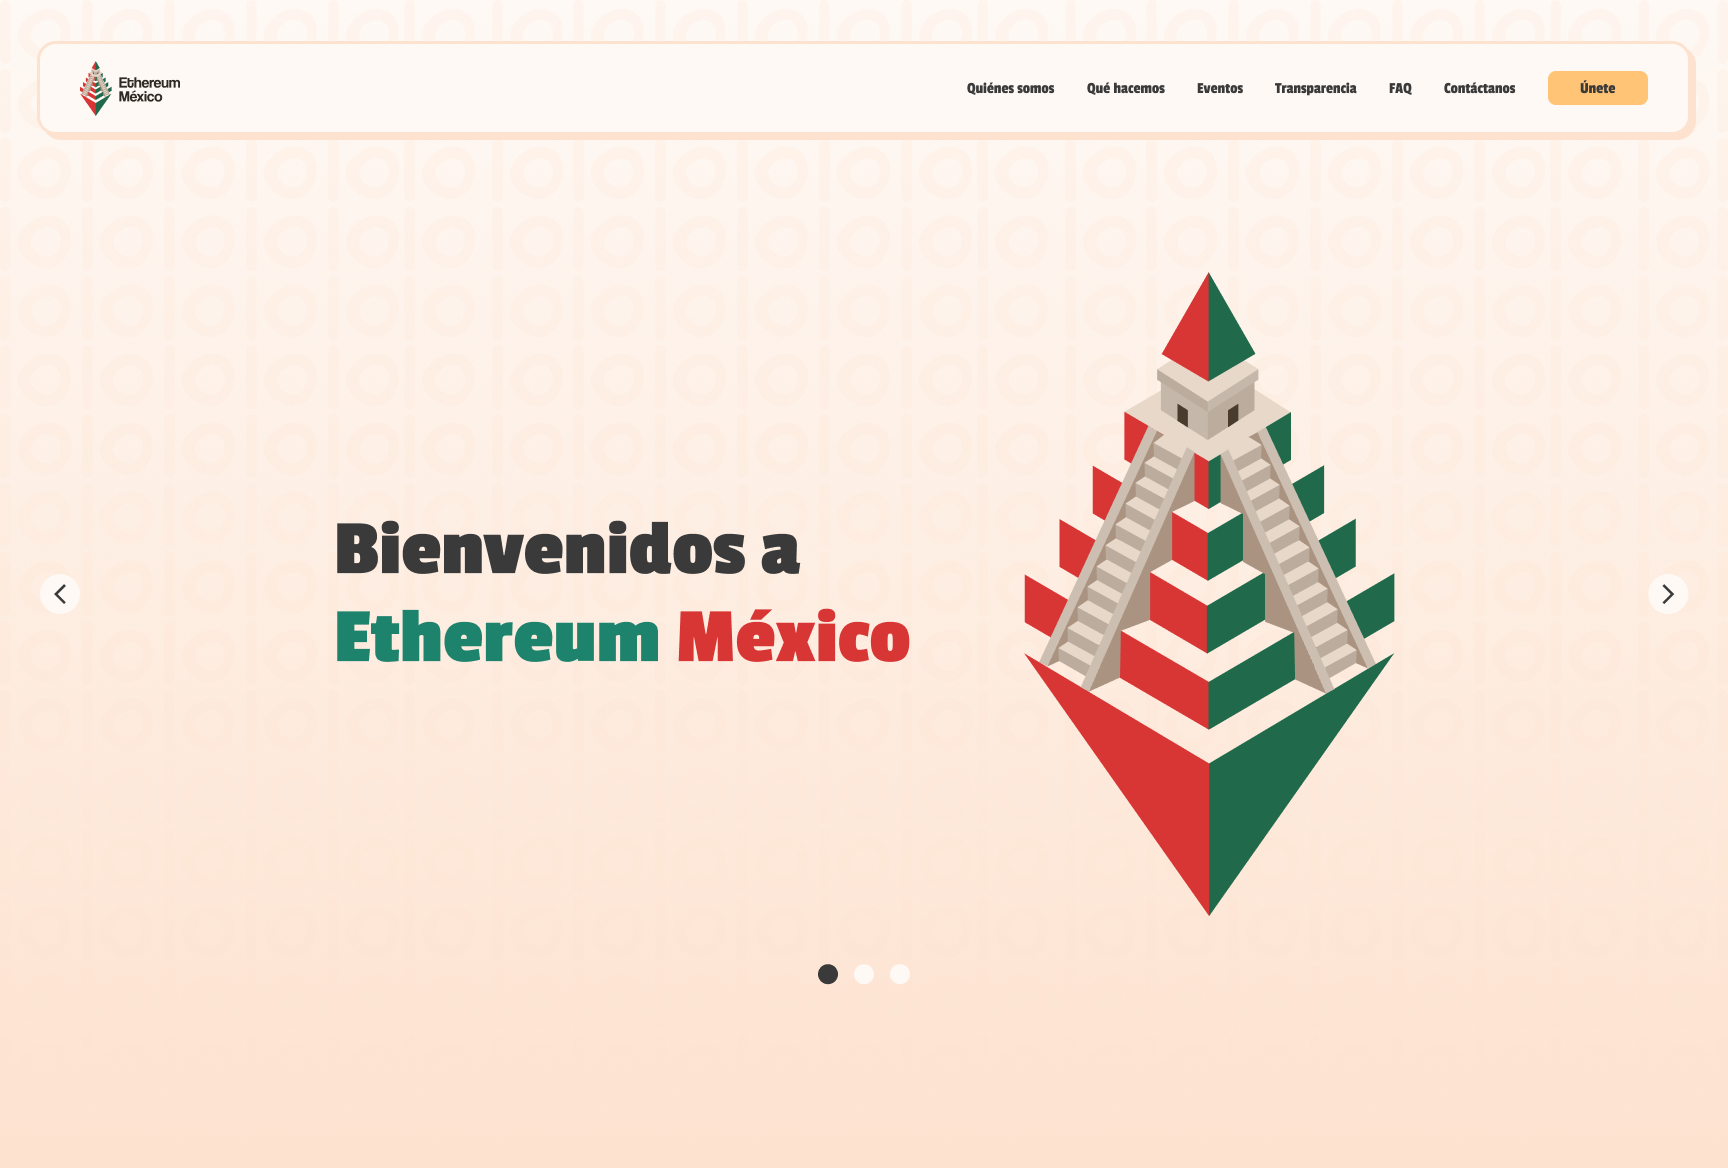 Ethereum
México
Quiénes somos
Qué hacemos
Eventos
Transparencia
FAQ
Contáctanos
Únete
Bienvenidos a
Ethereum México